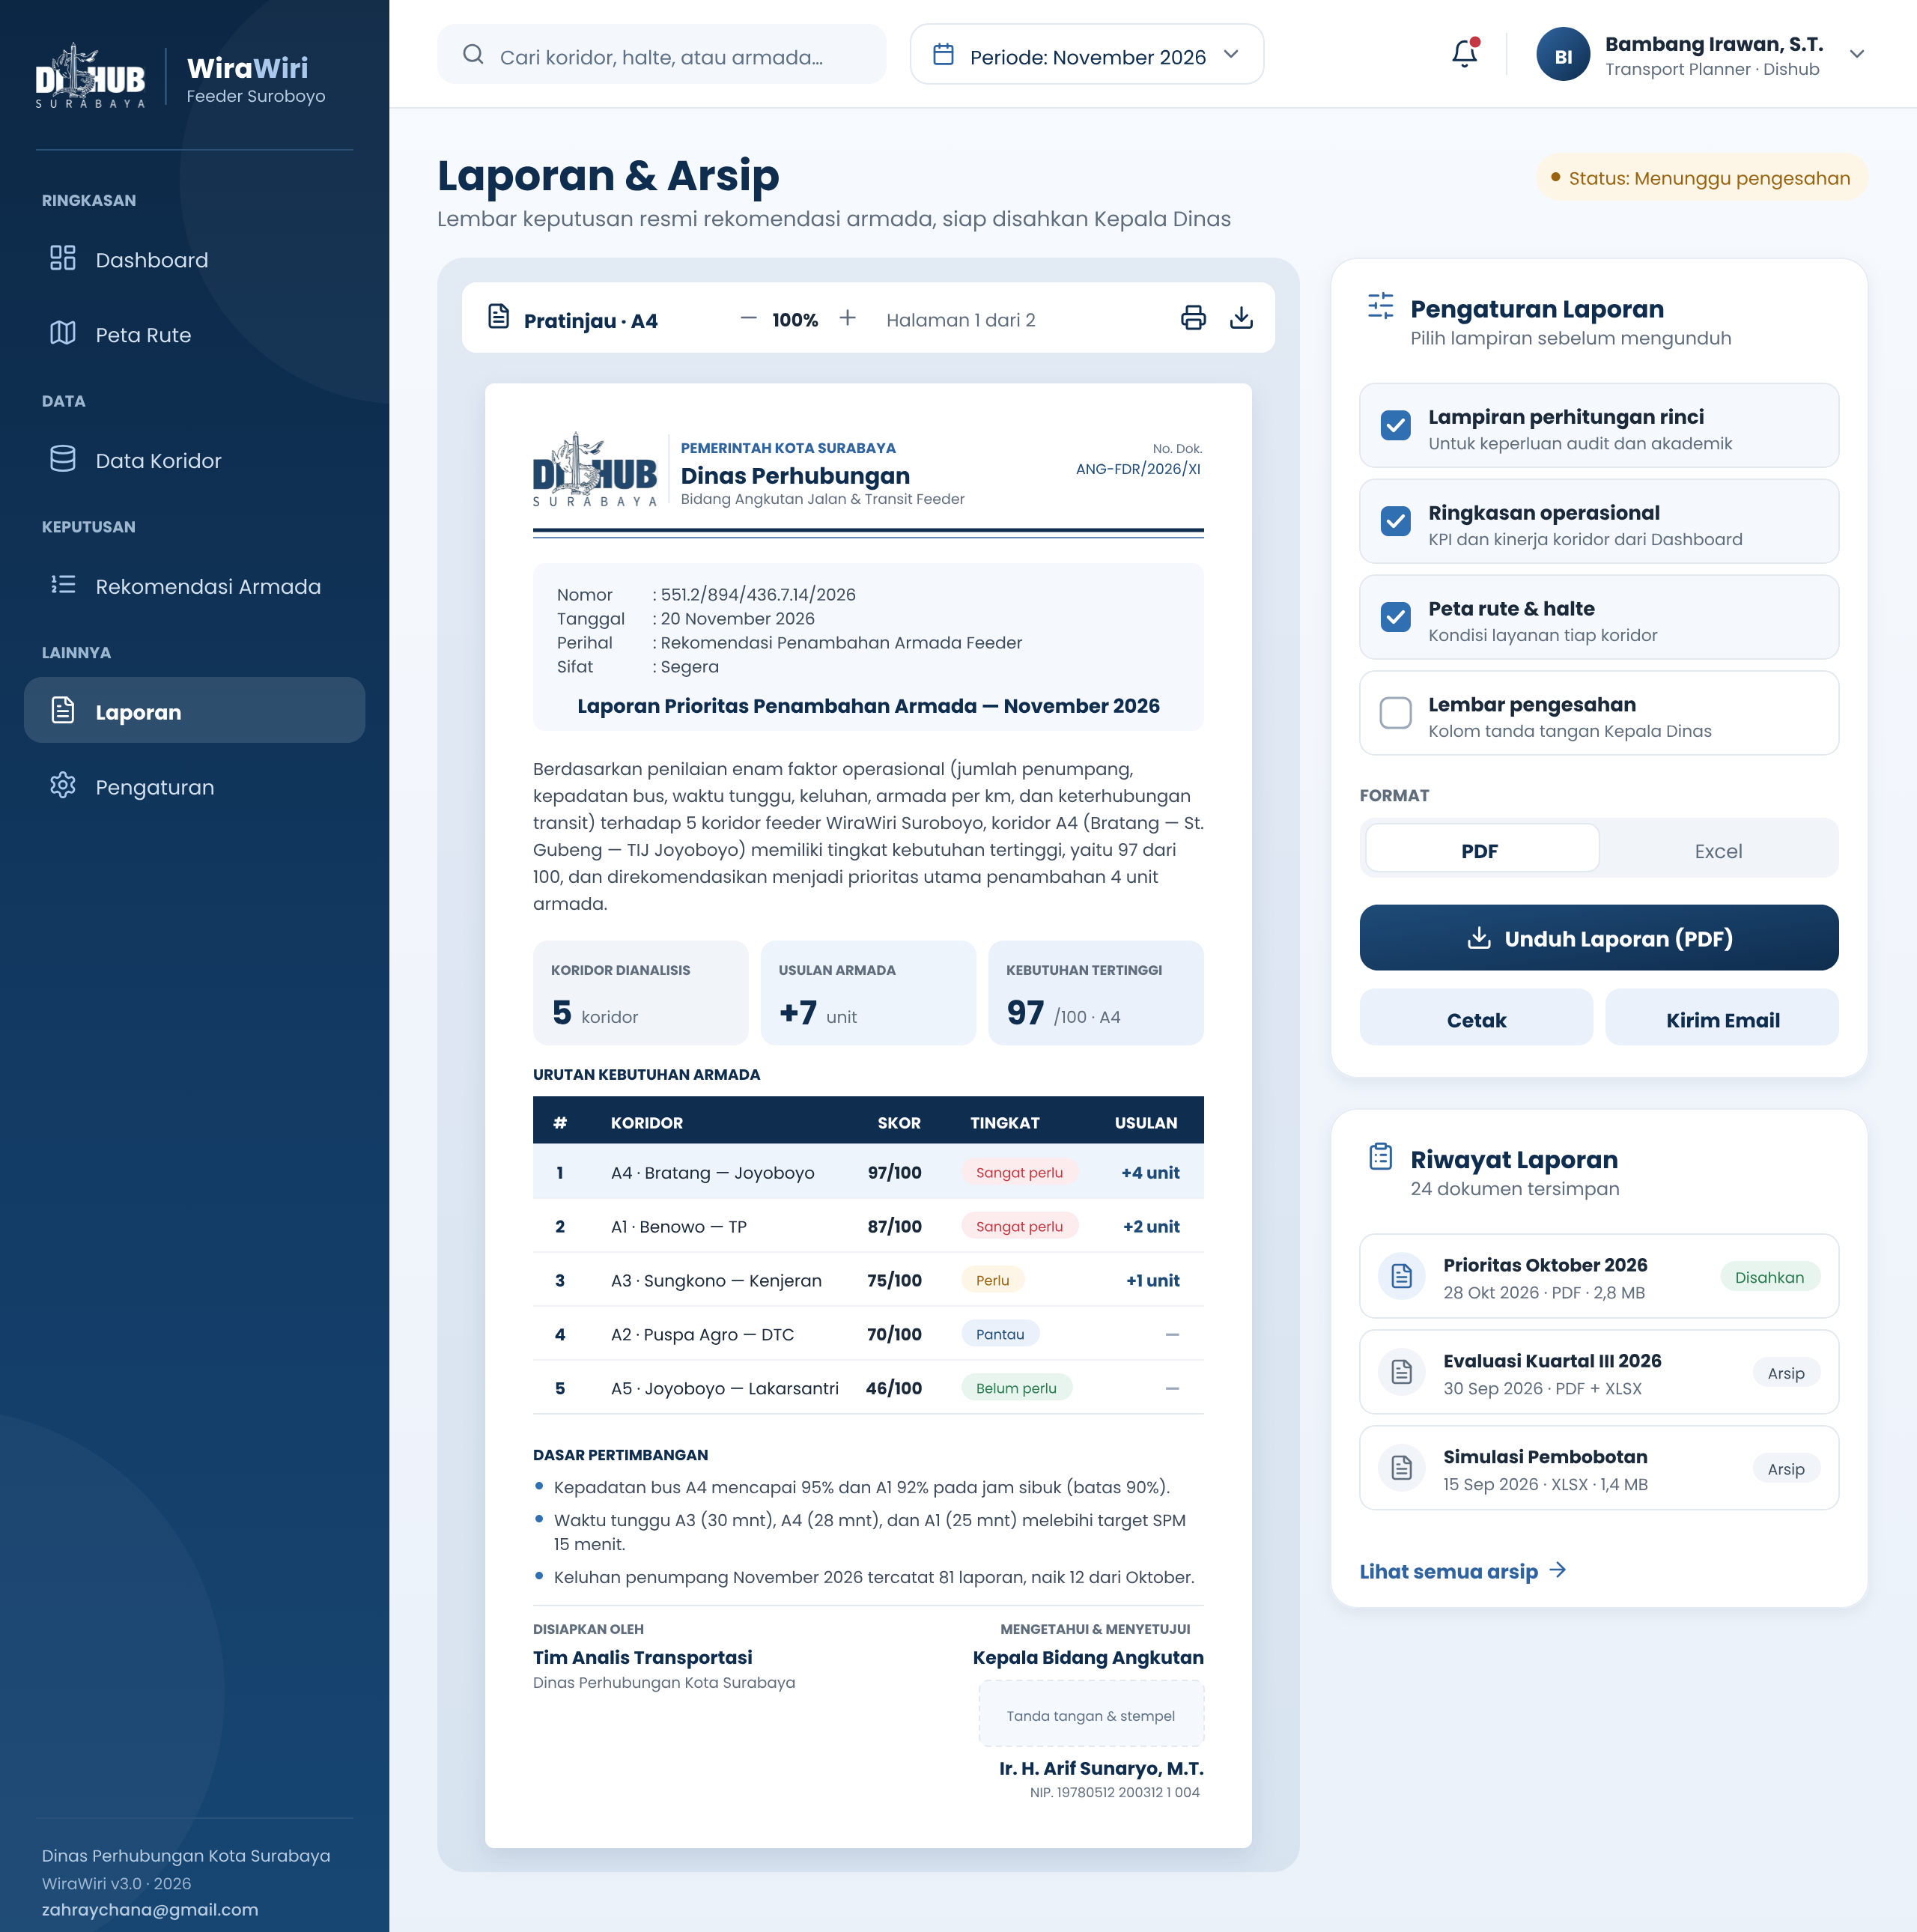 DISHUB
SURABAYA
WiraWiri
Feeder Suroboyo
RINGKASAN
Dashboard
Peta Rute
DATA
Data Koridor
KEPUTUSAN
Rekomendasi Armada
LAINNYA
Laporan
Pengaturan
Dinas Perhubungan Kota Surabaya
WiraWiri v3.0 · 2026
zahraychana@gmail.com
Cari koridor, halte, atau armada...
Periode: November 2026
BI
Bambang Irawan, S.T.
Transport Planner · Dishub
Laporan & Arsip
Lembar keputusan resmi rekomendasi armada, siap disahkan Kepala Dinas
Status: Menunggu pengesahan
Pratinjau · A4
100%
Halaman 1 dari 2
DISHUB
SURABAYA
PEMERINTAH KOTA SURABAYA
Dinas Perhubungan
Bidang Angkutan Jalan & Transit Feeder
No. Dok.
ANG-FDR/2026/XI
Nomor : 551.2/894/436.7.14/2026
Tanggal : 20 November 2026
Perihal : Rekomendasi Penambahan Armada Feeder
Sifat : Segera
Laporan Prioritas Penambahan Armada — November 2026
Berdasarkan penilaian enam faktor operasional (jumlah penumpang,
kepadatan bus, waktu tunggu, keluhan, armada per km, dan keterhubungan
transit) terhadap 5 koridor feeder WiraWiri Suroboyo, koridor A4 (Bratang — St.
Gubeng — TIJ Joyoboyo) memiliki tingkat kebutuhan tertinggi, yaitu 97 dari
100, dan direkomendasikan menjadi prioritas utama penambahan 4 unit
armada.
KORIDOR DIANALISIS
5 koridor
USULAN ARMADA
+7 unit
KEBUTUHAN TERTINGGI
97 /100 · A4
URUTAN KEBUTUHAN ARMADA
# KORIDOR SKOR TINGKAT USULAN
1 A4 · Bratang — Joyoboyo 97/100 Sangat perlu +4 unit
2 A1 · Benowo — TP 87/100 Sangat perlu +2 unit
3 A3 · Sungkono — Kenjeran 75/100 Perlu +1 unit
4 A2 · Puspa Agro — DTC 70/100 Pantau —
5 A5 · Joyoboyo — Lakarsantri 46/100 Belum perlu —
DASAR PERTIMBANGAN
• Kepadatan bus A4 mencapai 95% dan A1 92% pada jam sibuk (batas 90%).
• Waktu tunggu A3 (30 mnt), A4 (28 mnt), dan A1 (25 mnt) melebihi target SPM
15 menit.
• Keluhan penumpang November 2026 tercatat 81 laporan, naik 12 dari Oktober.
DISIAPKAN OLEH
Tim Analis Transportasi
Dinas Perhubungan Kota Surabaya
MENGETAHUI & MENYETUJUI
Kepala Bidang Angkutan
Tanda tangan & stempel
Ir. H. Arif Sunaryo, M.T.
NIP. 19780512 200312 1 004
Pengaturan Laporan
Pilih lampiran sebelum mengunduh
Lampiran perhitungan rinci
Untuk keperluan audit dan akademik
Ringkasan operasional
KPI dan kinerja koridor dari Dashboard
Peta rute & halte
Kondisi layanan tiap koridor
Lembar pengesahan
Kolom tanda tangan Kepala Dinas
FORMAT
PDF
Excel
Unduh Laporan (PDF)
Cetak
Kirim Email
Riwayat Laporan
24 dokumen tersimpan
Prioritas Oktober 2026
28 Okt 2026 · PDF · 2,8 MB
Disahkan
Evaluasi Kuartal III 2026
30 Sep 2026 · PDF + XLSX
Arsip
Simulasi Pembobotan
15 Sep 2026 · XLSX · 1,4 MB
Arsip
Lihat semua arsip →